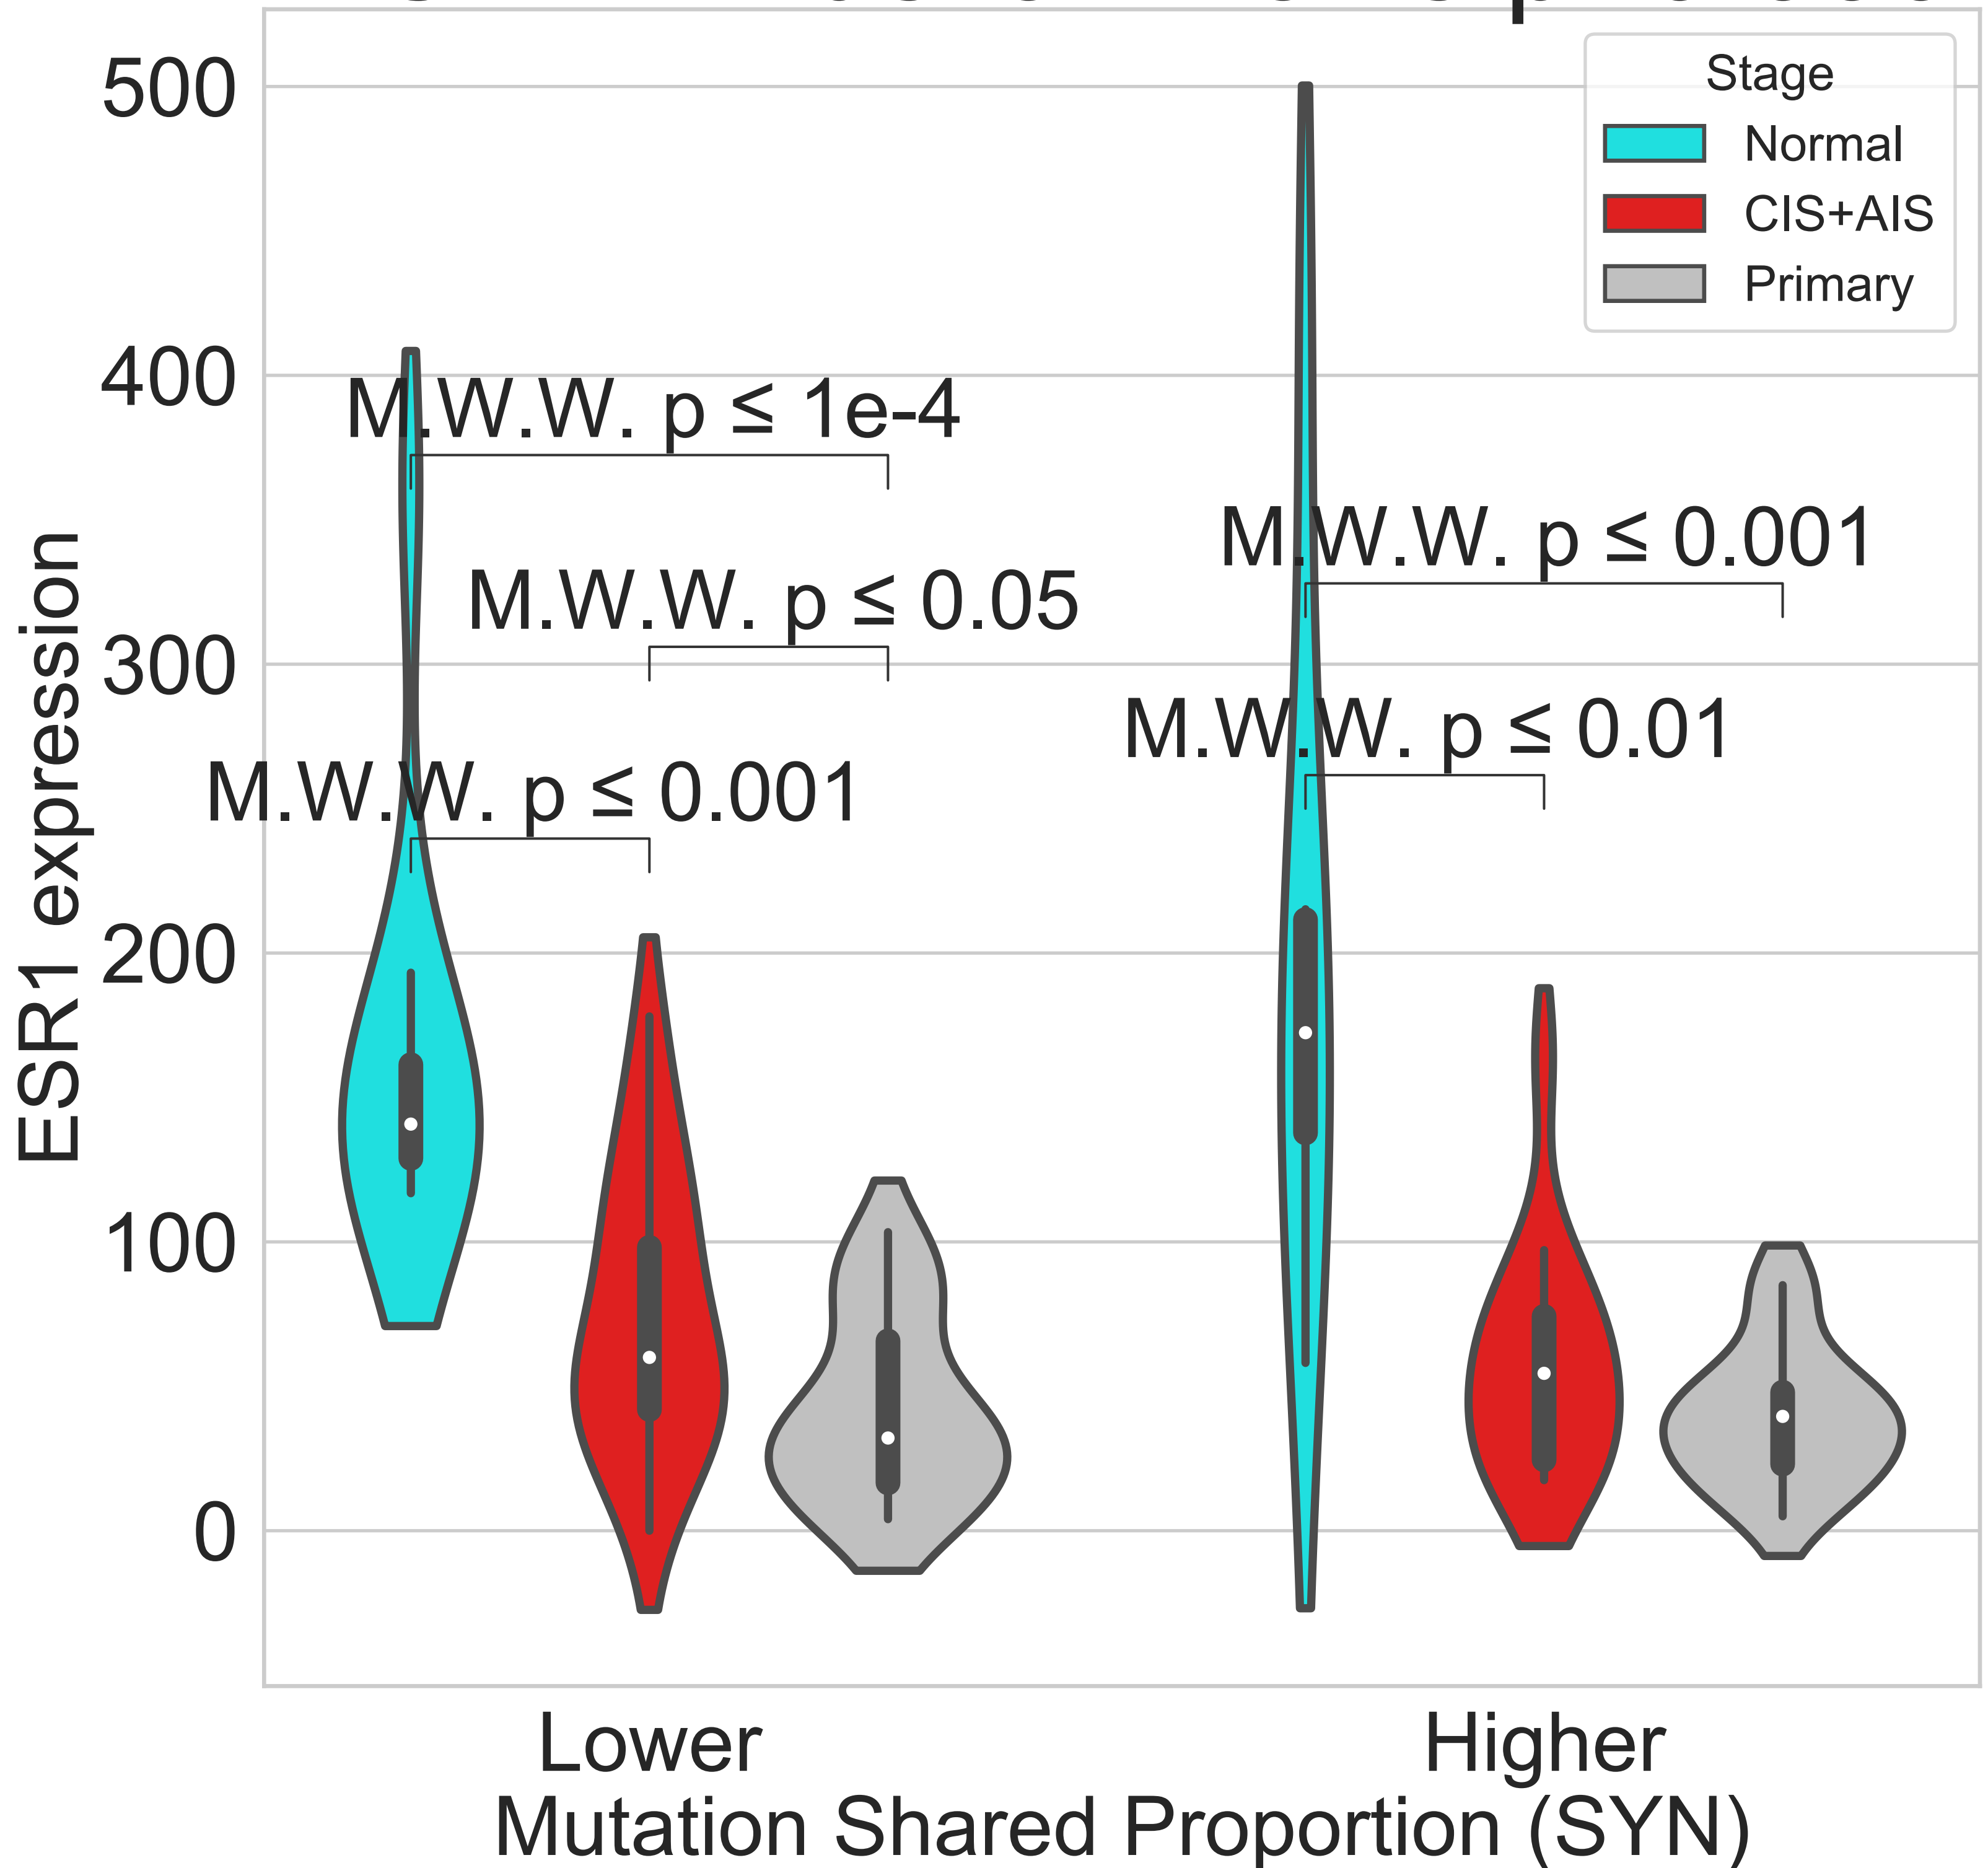 500
Stage
Normal
CIS+AIS
Primary
400
M.W.W. p ≤ 1e-4
M.W.W. p ≤ 0.001
M.W.W. p ≤ 0.05
300
M.W.W. p ≤ 0.01
M.W.W. p ≤ 0.001
ESR1 expression
200
100
0
Lower
Higher
Mutation Shared Proportion (SYN)